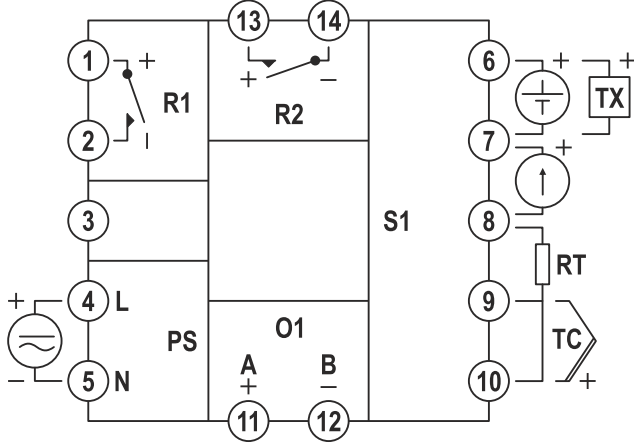 13 14
1 + 6 + +
R1 + − TX
R2
2 − 7 +
3 S1 8
RT
+ 4 L 9
O1
PS TC
A B
− 5 N + − 10 +
11 12